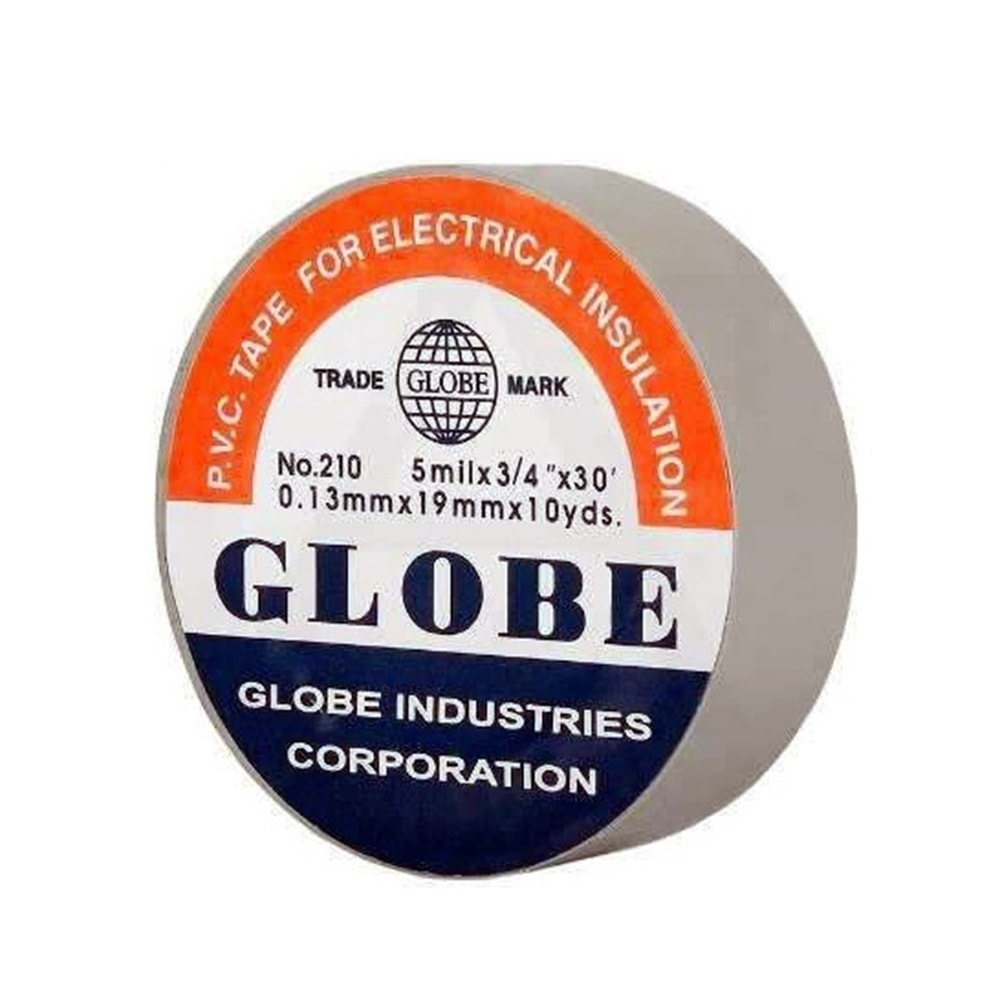 P.V.C. TAPE FOR ELECTRICAL INSULATION
TRADE GLOBE MARK
No.210 5milx3/4"x30'
0.13mmx19mmx10yds.
GLOBE
GLOBE INDUSTRIES
CORPORATION